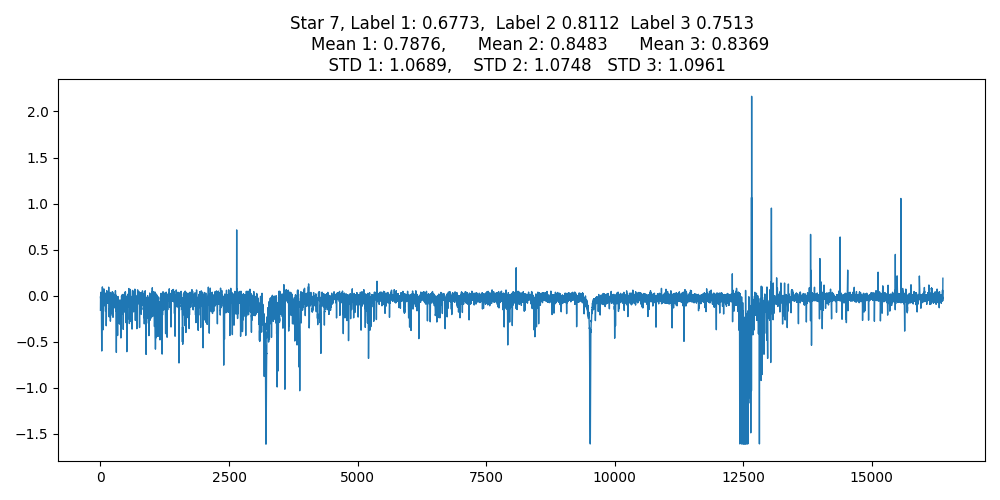 Star 7, Label 1: 0.6773,  Label 2 0.8112  Label 3 0.7513
Mean 1: 0.7876,      Mean 2: 0.8483      Mean 3: 0.8369
STD 1: 1.0689,    STD 2: 1.0748   STD 3: 1.0961
2.0
1.5
1.0
0.5
0.0
−0.5
−1.0
−1.5
0 2500 5000 7500 10000 12500 15000